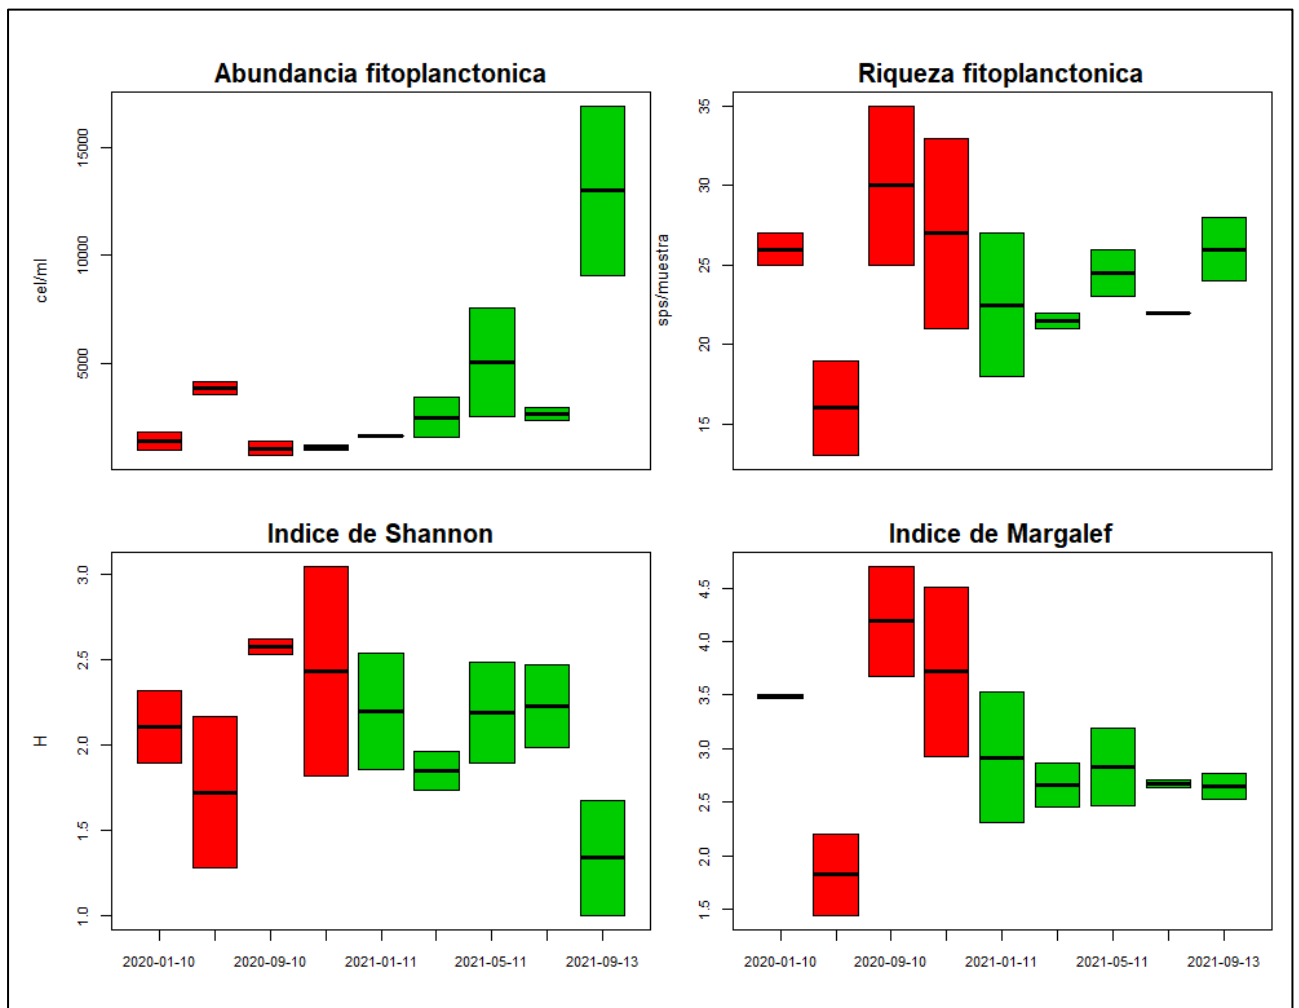 Abundancia fitoplanctonica
cel/ml
15000
10000
5000
Riqueza fitoplanctonica
sps/muestra
35
30
25
20
15
Indice de Shannon
H
3.0
2.5
2.0
1.5
1.0
2020-01-10 2020-09-10 2021-01-11 2021-05-11 2021-09-13
Indice de Margalef
4.5
4.0
3.5
3.0
2.5
2.0
1.5
2020-01-10 2020-09-10 2021-01-11 2021-05-11 2021-09-13